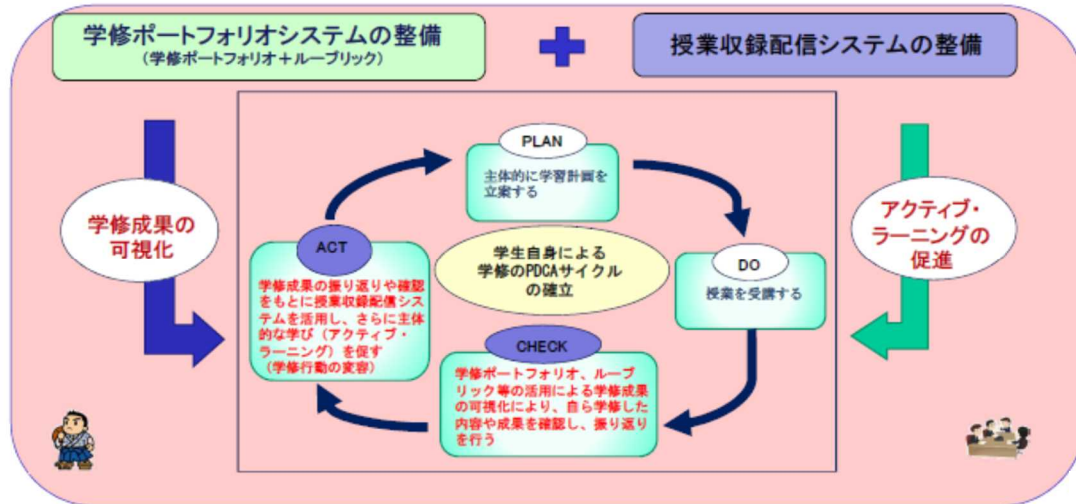 学修ポートフォリオシステムの整備
(学修ポートフォリオ＋ルーブリック)
授業収録配信システムの整備
PLAN
主体的に学習計画を
立案する
学修成果の
可視化
アクティブ・
ラーニングの
促進
ACT
学修成果の振り返りや確認
をもとに授業収録配信シス
テムを活用し、さらに主体
的な学び（アクティブ・
ラーニング）を促す
（学修行動の変容）
学生自身による
学修のPDCAサイクル
の確立
DO
授業を受講する
CHECK
学修ポートフォリオ、ルーブ
リック等の活用による学修成果
の可視化により、自ら学修した
内容や成果を確認し、振り返り
を行う